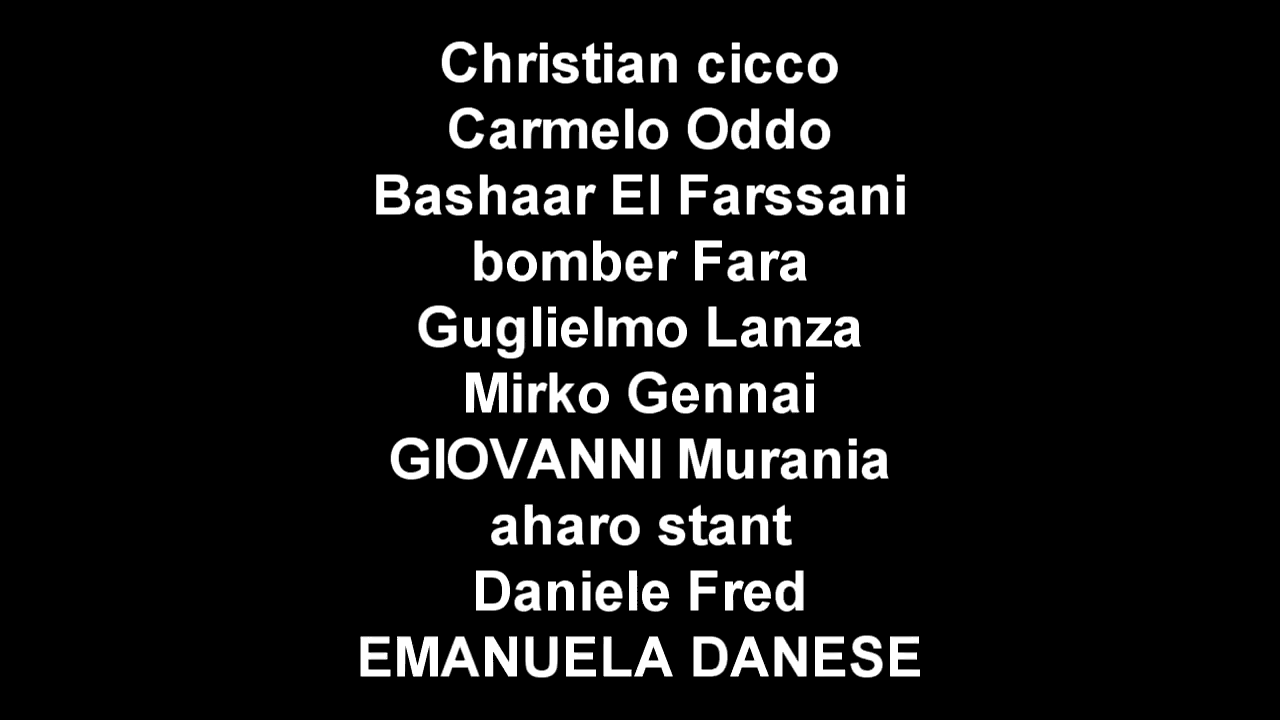 Christian cicco
Carmelo Oddo
Bashaar El Farssani
bomber Fara
Guglielmo Lanza
Mirko Gennai
GIOVANNI Murania
aharo stant
Daniele Fred
EMANUELA DANESE